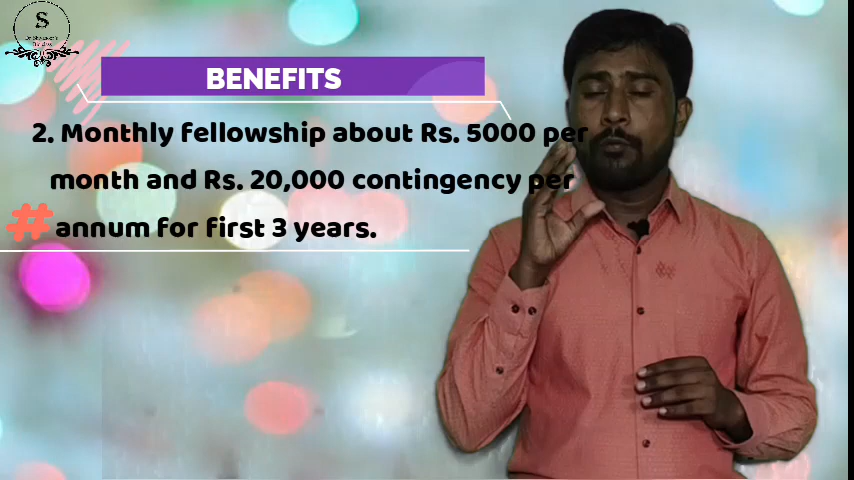 S
BENEFITS
2. Monthly fellowship about Rs. 5000 per
month and Rs. 20,000 contingency per
# annum for first 3 years.